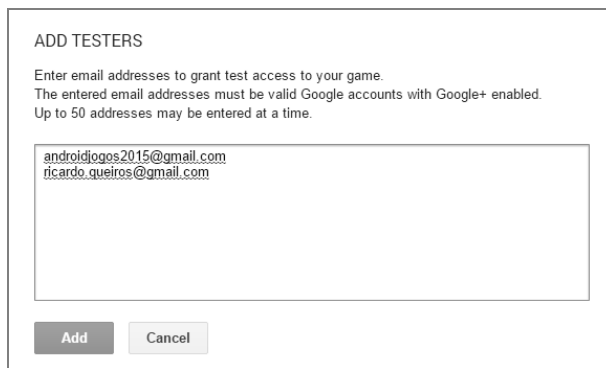 ADD TESTERS
Enter email addresses to grant test access to your game.
The entered email addresses must be valid Google accounts with Google+ enabled.
Up to 50 addresses may be entered at a time.
androidjogos2015@gmail.com
ricardo.queiros@gmail.com
Add Cancel